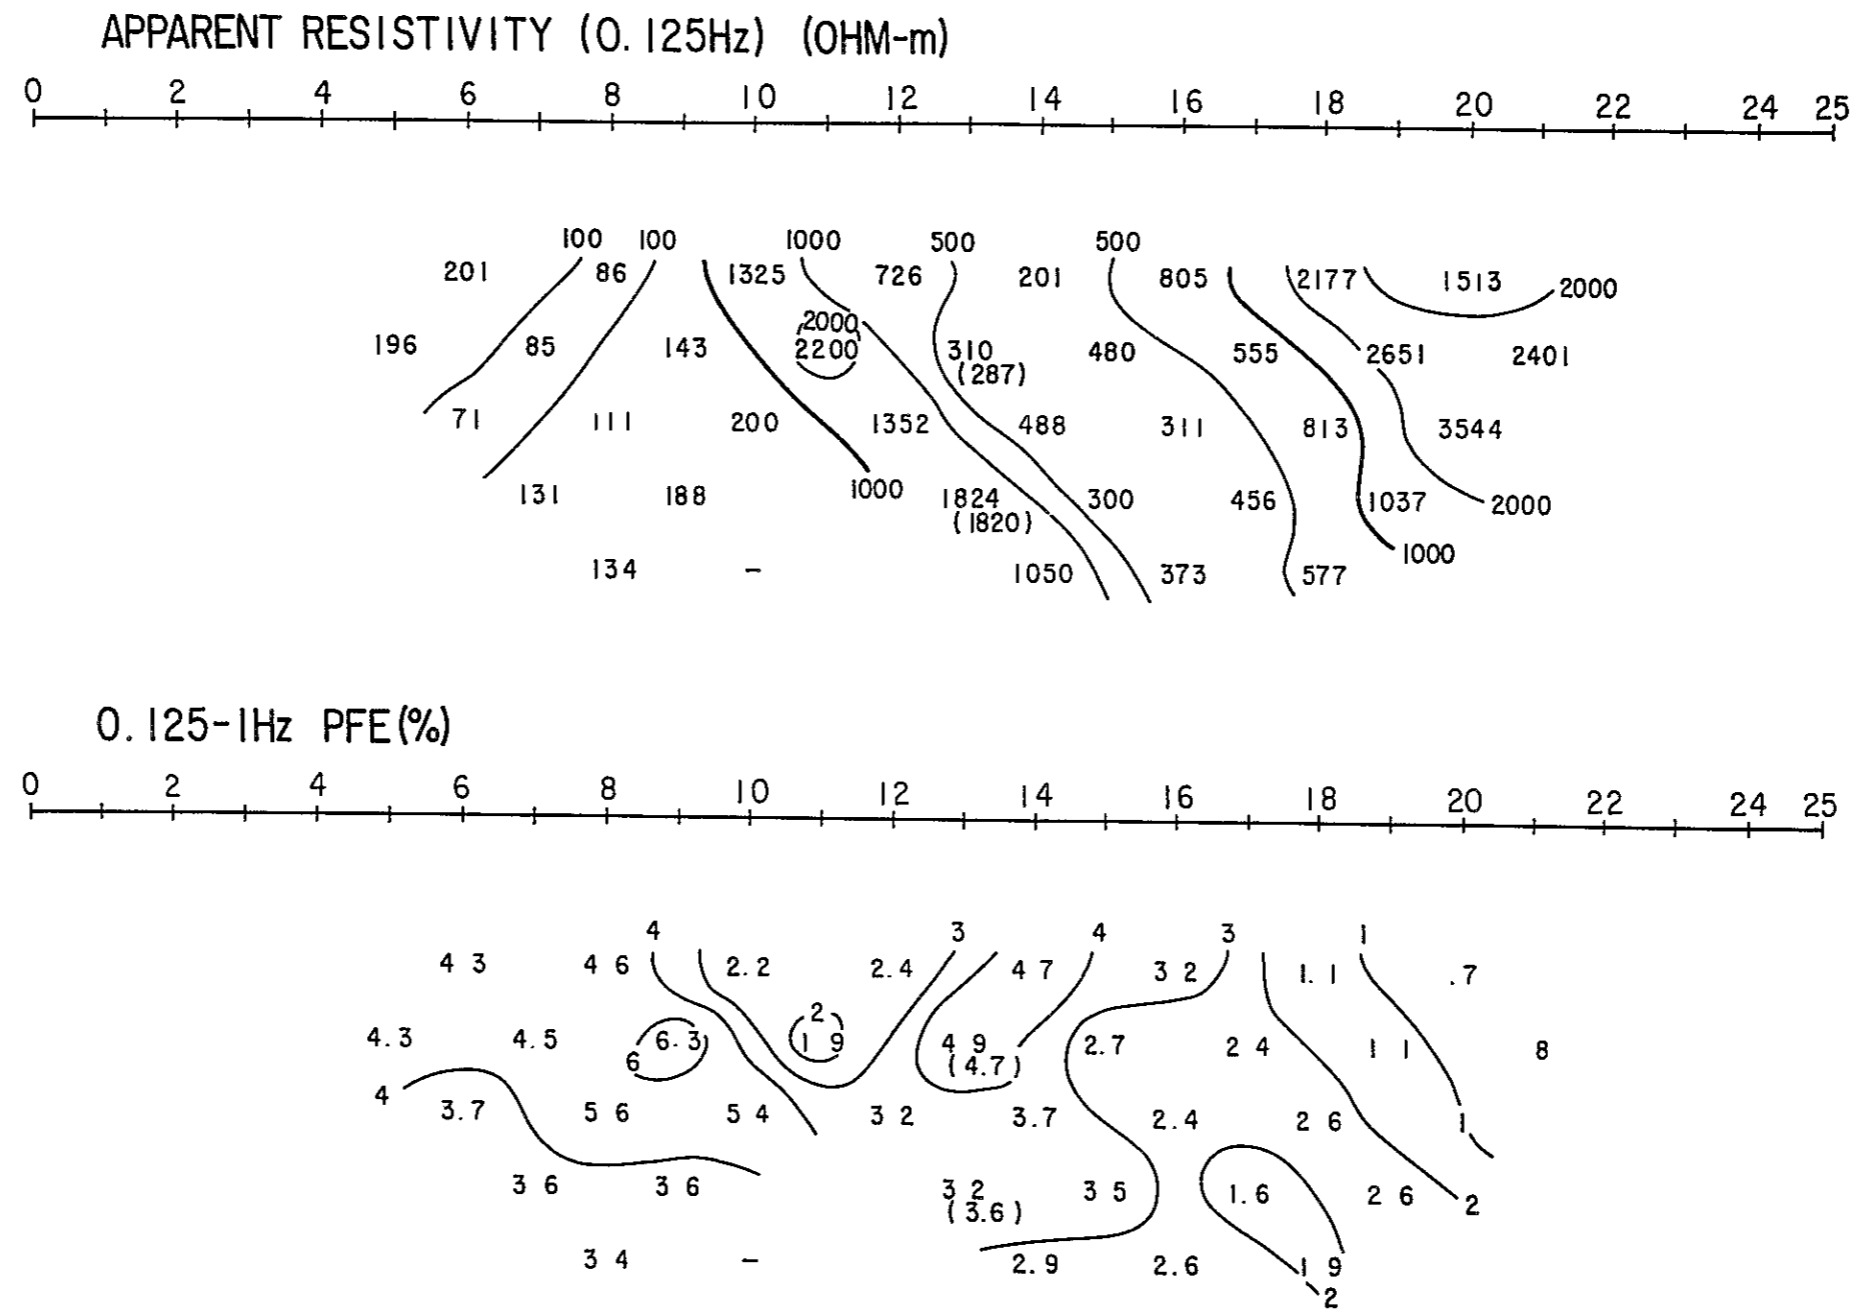 APPARENT RESISTIVITY (0.125Hz) (OHM-m)
0 2 4 6 8 10 12 14 16 18 20 22 24 25
100 100 1000 500 500
201 86 1325 726 201 805 2177 1513 2000
2000
196 85 143 2200 310 480 555 2651 2401
(287)
71 111 200 1352 488 311 813 3544
131 188 1000 1824 300 456 1037 2000
(1820)
1000
134 - 1050 373 577
0.125-1Hz PFE(%)
0 2 4 6 8 10 12 14 16 18 20 22 24 25
4 3 4 3 1
4 3 4 6 2.2 2.4 4 7 3 2 1.1 .7
2
4.3 4.5 6.3 1 9 4 9 2.7 2 4 1 1 8
6 (4.7)
4 3.7 5 6 5 4 3 2 3.7 2.4 2 6 1
3 6 3 6 3 2 3 5 1.6 2 6 2
(3.6)
3 4 - 2.9 2.6 1 9
2